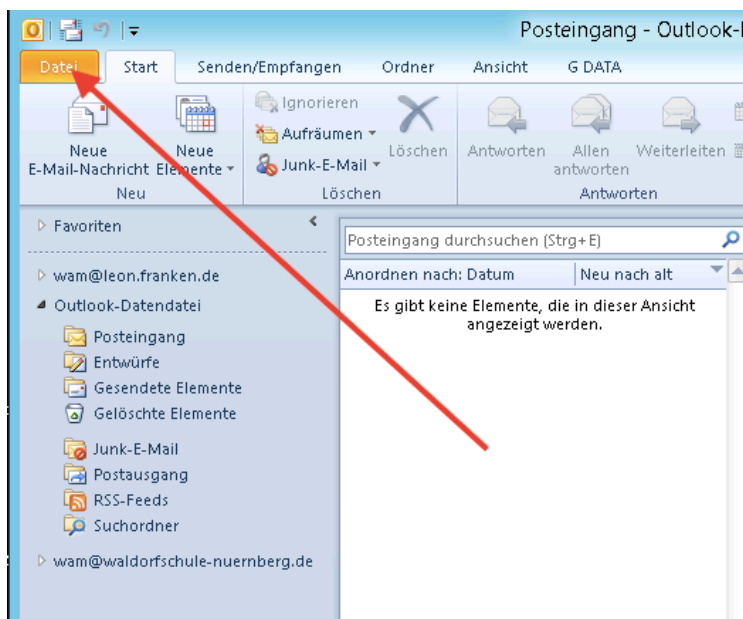 Posteingang - Outlook-
Datei Start Senden/Empfangen Ordner Ansicht G DATA
Neue E-Mail-Nachricht
Neue Elemente
Neu
Ignorieren
Aufräumen
Junk-E-Mail
Löschen
Löschen
Antworten
Allen antworten
Weiterleiten
Antworten
Favoriten
wam@leon.franken.de
Outlook-Datendatei
Posteingang
Entwürfe
Gesendete Elemente
Gelöschte Elemente
Junk-E-Mail
Postausgang
RSS-Feeds
Suchordner
wam@waldorfschule-nuernberg.de
Posteingang durchsuchen (Strg+E)
Anordnen nach: Datum Neu nach alt
Es gibt keine Elemente, die in dieser Ansicht
angezeigt werden.